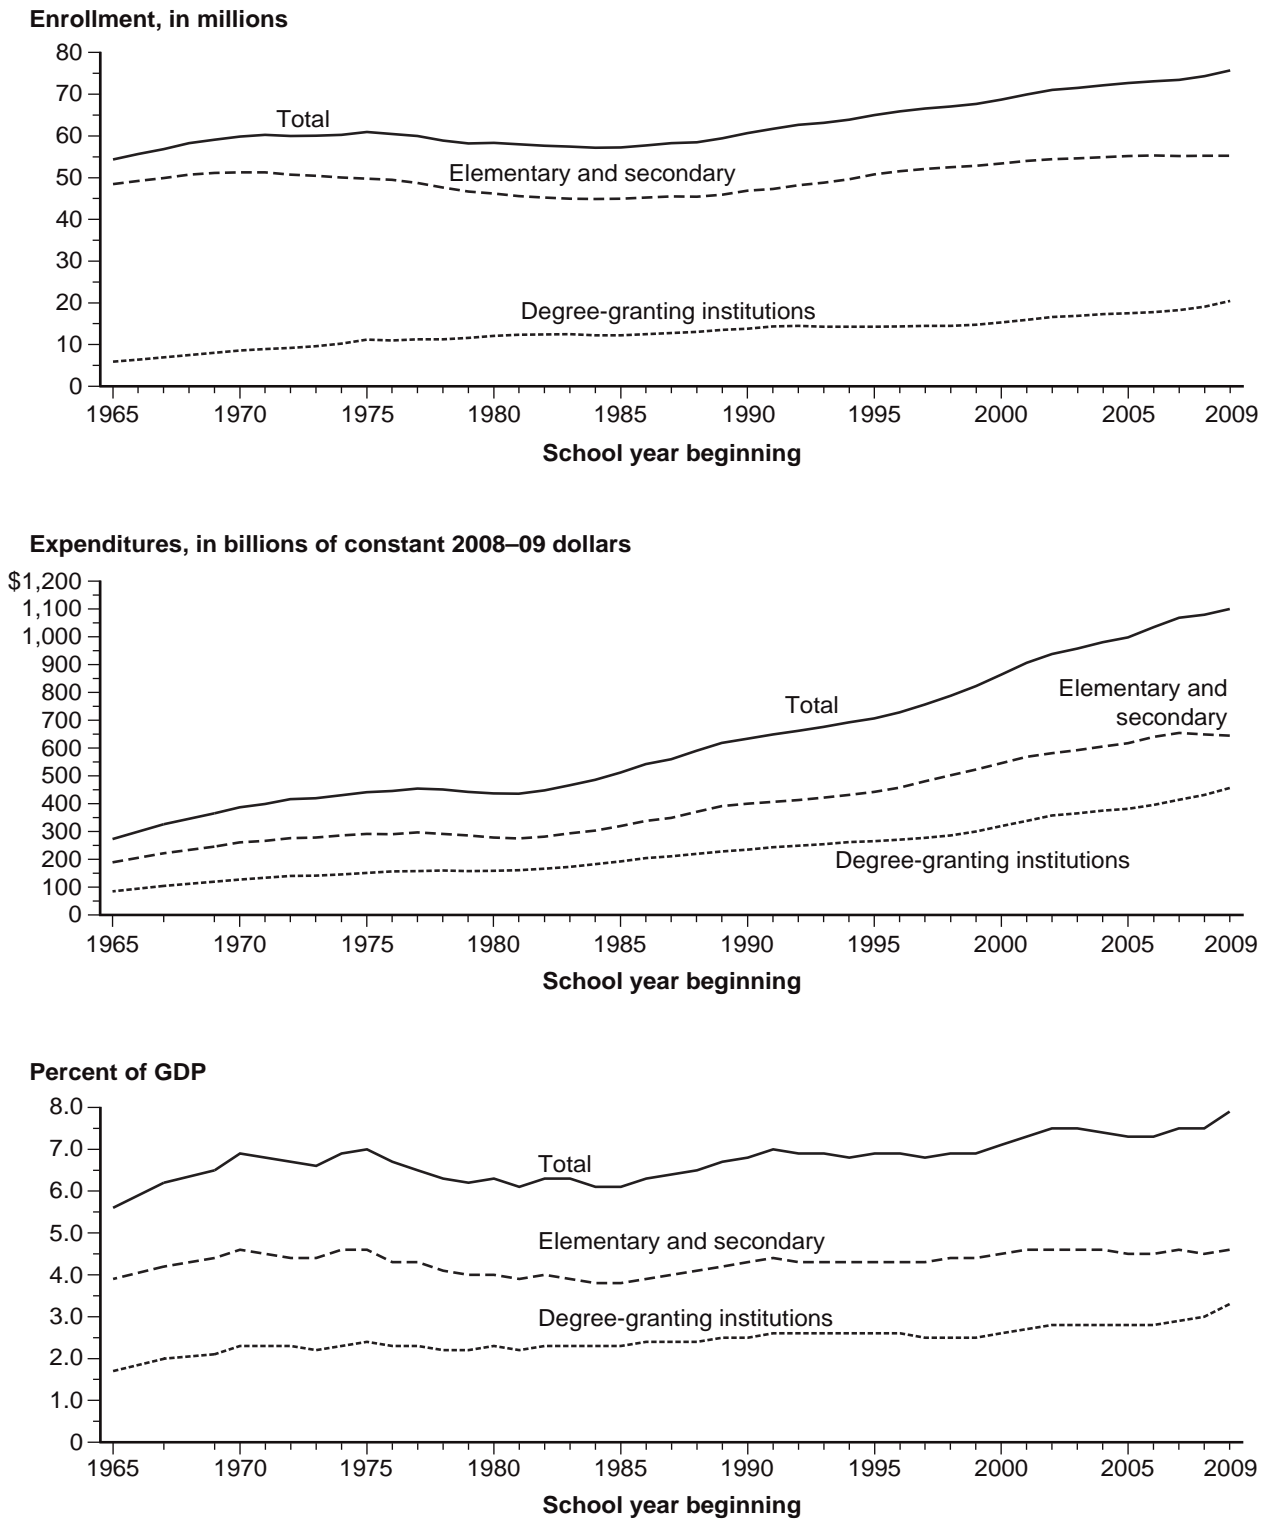 Enrollment, in millions
80
70
60
50
40
30
20
10
0
Total
Elementary and secondary
Degree-granting institutions
1965 1970 1975 1980 1985 1990 1995 2000 2005 2009
School year beginning
Expenditures, in billions of constant 2008–09 dollars
$1,200
1,100
1,000
900
800
700
600
500
400
300
200
100
0
Elementary and
secondary
Total
Degree-granting institutions
1965 1970 1975 1980 1985 1990 1995 2000 2005 2009
School year beginning
Percent of GDP
8.0
7.0
6.0
5.0
4.0
3.0
2.0
1.0
0
Total
Elementary and secondary
Degree-granting institutions
1965 1970 1975 1980 1985 1990 1995 2000 2005 2009
School year beginning